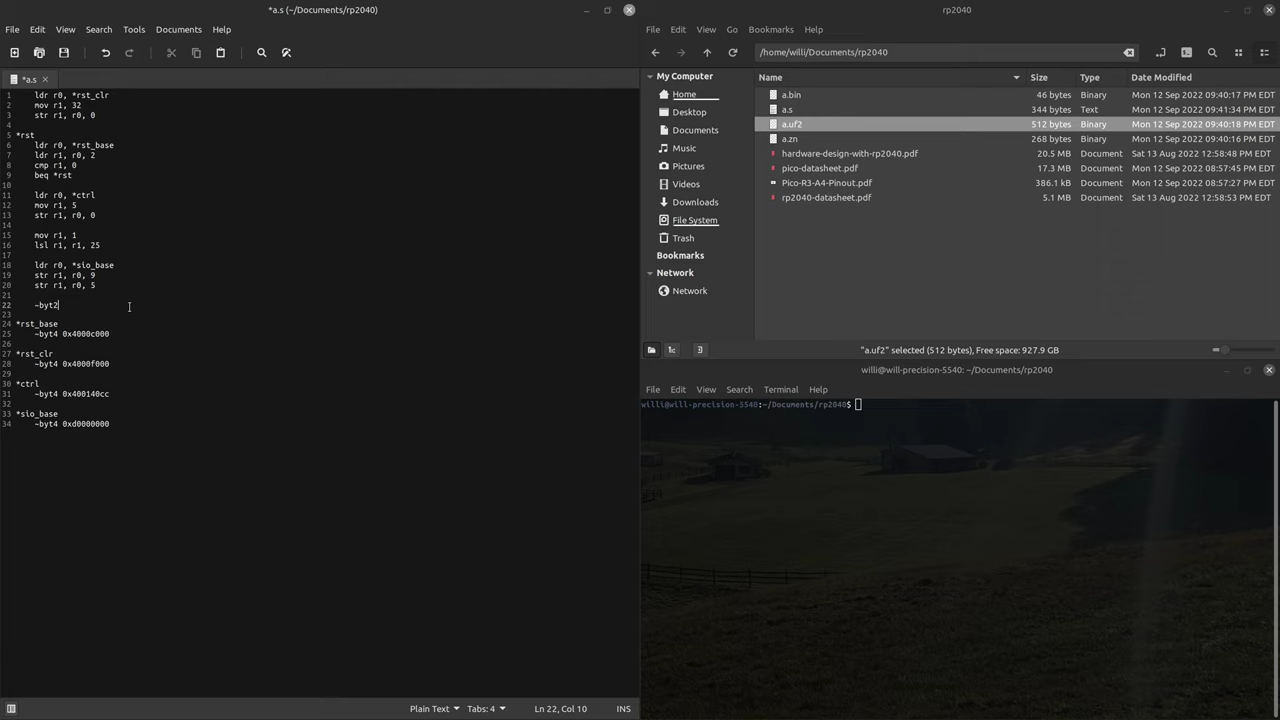 *a.s (~/Documents/rp2040)
File Edit View Search Tools Documents Help
*a.s
1 ldr r0, *rst_clr
2 mov r1, 32
3 str r1, r0, 0
4
5 *rst
6 ldr r0, *rst_base
7 ldr r1, r0, 2
8 cmp r1, 0
9 beq *rst
10
11 ldr r0, *ctrl
12 mov r1, 5
13 str r1, r0, 0
14
15 mov r1, 1
16 lsl r1, r1, 25
17
18 ldr r0, *sio_base
19 str r1, r0, 9
20 str r1, r0, 5
21
22 ~byt2
23
24 *rst_base
25 ~byt4 0x4000c000
26
27 *rst_clr
28 ~byt4 0x4000f000
29
30 *ctrl
31 ~byt4 0x400140cc
32
33 *sio_base
34 ~byt4 0xd0000000
Plain Text Tabs: 4 Ln 22, Col 10 INS
rp2040
File Edit View Go Bookmarks Help
/home/willi/Documents/rp2040
My Computer
Home
Desktop
Documents
Music
Pictures
Videos
Downloads
File System
Trash
Bookmarks
Network
Network
Name Size Type Date Modified
a.bin 46 bytes Binary Mon 12 Sep 2022 09:40:17 PM EDT
a.s 344 bytes Text Mon 12 Sep 2022 09:41:34 PM EDT
a.uf2 512 bytes Binary Mon 12 Sep 2022 09:40:18 PM EDT
a.zn 268 bytes Binary Mon 12 Sep 2022 09:40:16 PM EDT
hardware-design-with-rp2040.pdf 20.5 MB Document Sat 13 Aug 2022 12:58:48 PM EDT
pico-datasheet.pdf 17.3 MB Document Mon 12 Sep 2022 08:57:45 PM EDT
Pico-R3-A4-Pinout.pdf 386.1 kB Document Mon 12 Sep 2022 08:57:27 PM EDT
rp2040-datasheet.pdf 5.1 MB Document Sat 13 Aug 2022 12:58:53 PM EDT
"a.uf2" selected (512 bytes), Free space: 927.9 GB
willi@will-precision-5540: ~/Documents/rp2040
File Edit View Search Terminal Help
willi@will-precision-5540:~/Documents/rp2040$